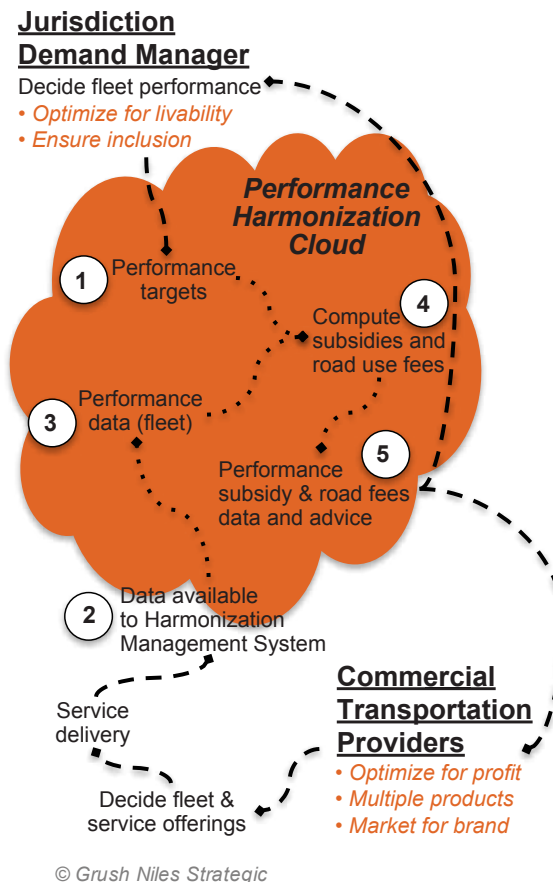 Jurisdiction
Demand Manager
Decide fleet performance
• Optimize for livability
• Ensure inclusion
Performance
Harmonization
Cloud
1
Performance
targets
4
Compute
subsidies and
road use fees
3
Performance
data (fleet)
5
Performance
subsidy & road fees
data and advice
2
Data available
to Harmonization
Management System
Service
delivery
Decide fleet &
service offerings
Commercial
Transportation
Providers
• Optimize for profit
• Multiple products
• Market for brand
© Grush Niles Strategic